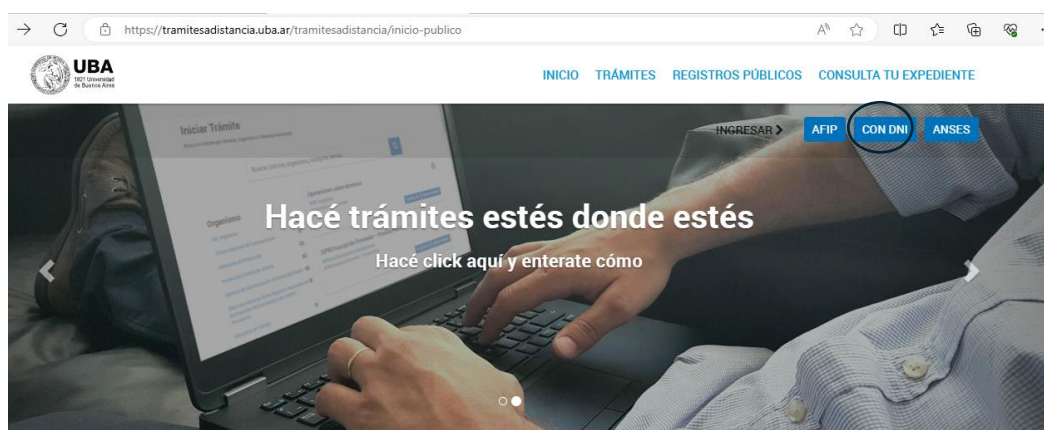 https://tramitesadistancia.uba.ar/tramitesadistancia/inicio-publico
UBA
1821 Universidad
de Buenos Aires
INICIO TRÁMITES REGISTROS PÚBLICOS CONSULTA TU EXPEDIENTE
INGRESAR
AFIP CON DNI ANSES
Iniciar Trámite
Organismo
Hacé trámites estés donde estés
Hacé click aquí y enterate cómo